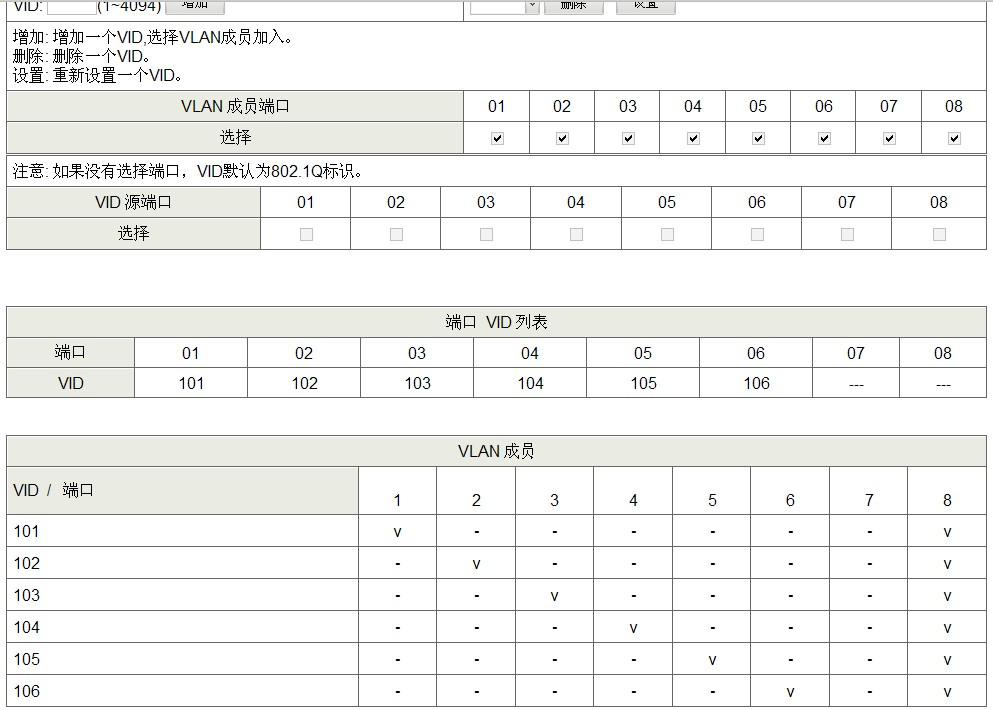 VID: (1~4094) 增加 删除 设置
增加: 增加一个VID,选择VLAN成员加入。
删除: 删除一个VID。
设置: 重新设置一个VID。
VLAN 成员端口 01 02 03 04 05 06 07 08
选择
注意: 如果没有选择端口，VID默认为802.1Q标识。
VID 源端口 01 02 03 04 05 06 07 08
选择
端口 VID 列表
端口 01 02 03 04 05 06 07 08
VID 101 102 103 104 105 106 --- ---
VLAN 成员
VID / 端口 1 2 3 4 5 6 7 8
101 v - - - - - - v
102 - v - - - - - v
103 - - v - - - - v
104 - - - v - - - v
105 - - - - v - - v
106 - - - - - v - v